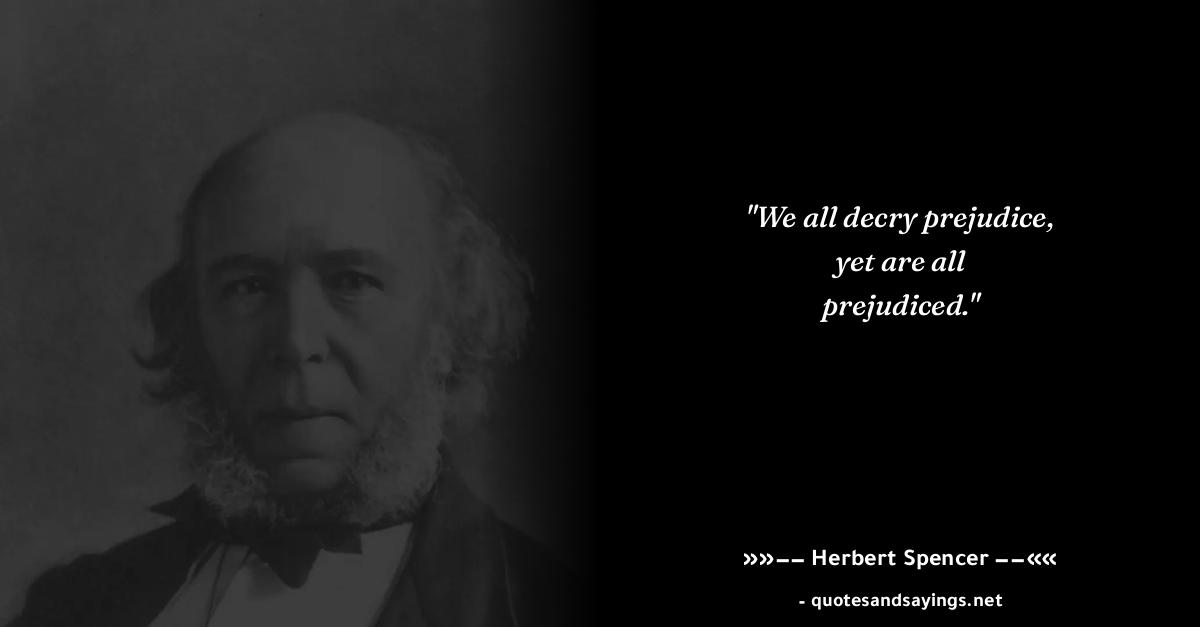 "We all decry prejudice,
yet are all
prejudiced."
»»−− Herbert Spencer −−««
- quotesandsayings.net